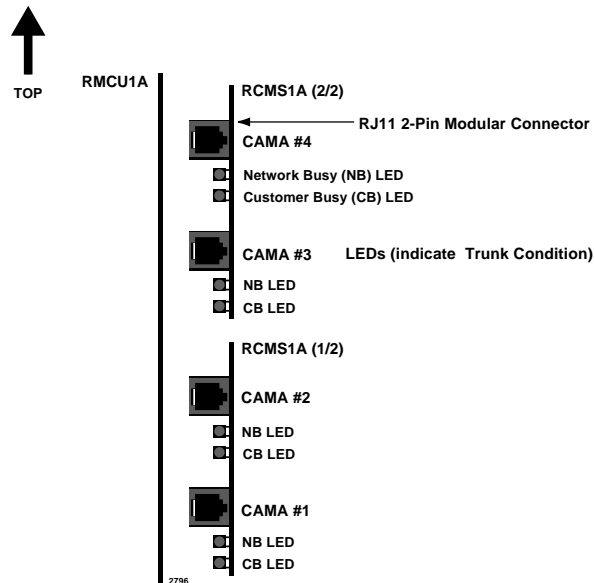 TOP
RMCU1A
RCMS1A (2/2)
RJ11 2-Pin Modular Connector
CAMA #4
Network Busy (NB) LED
Customer Busy (CB) LED
CAMA #3
LEDs (indicate Trunk Condition)
NB LED
CB LED
RCMS1A (1/2)
CAMA #2
NB LED
CB LED
CAMA #1
NB LED
CB LED
2796